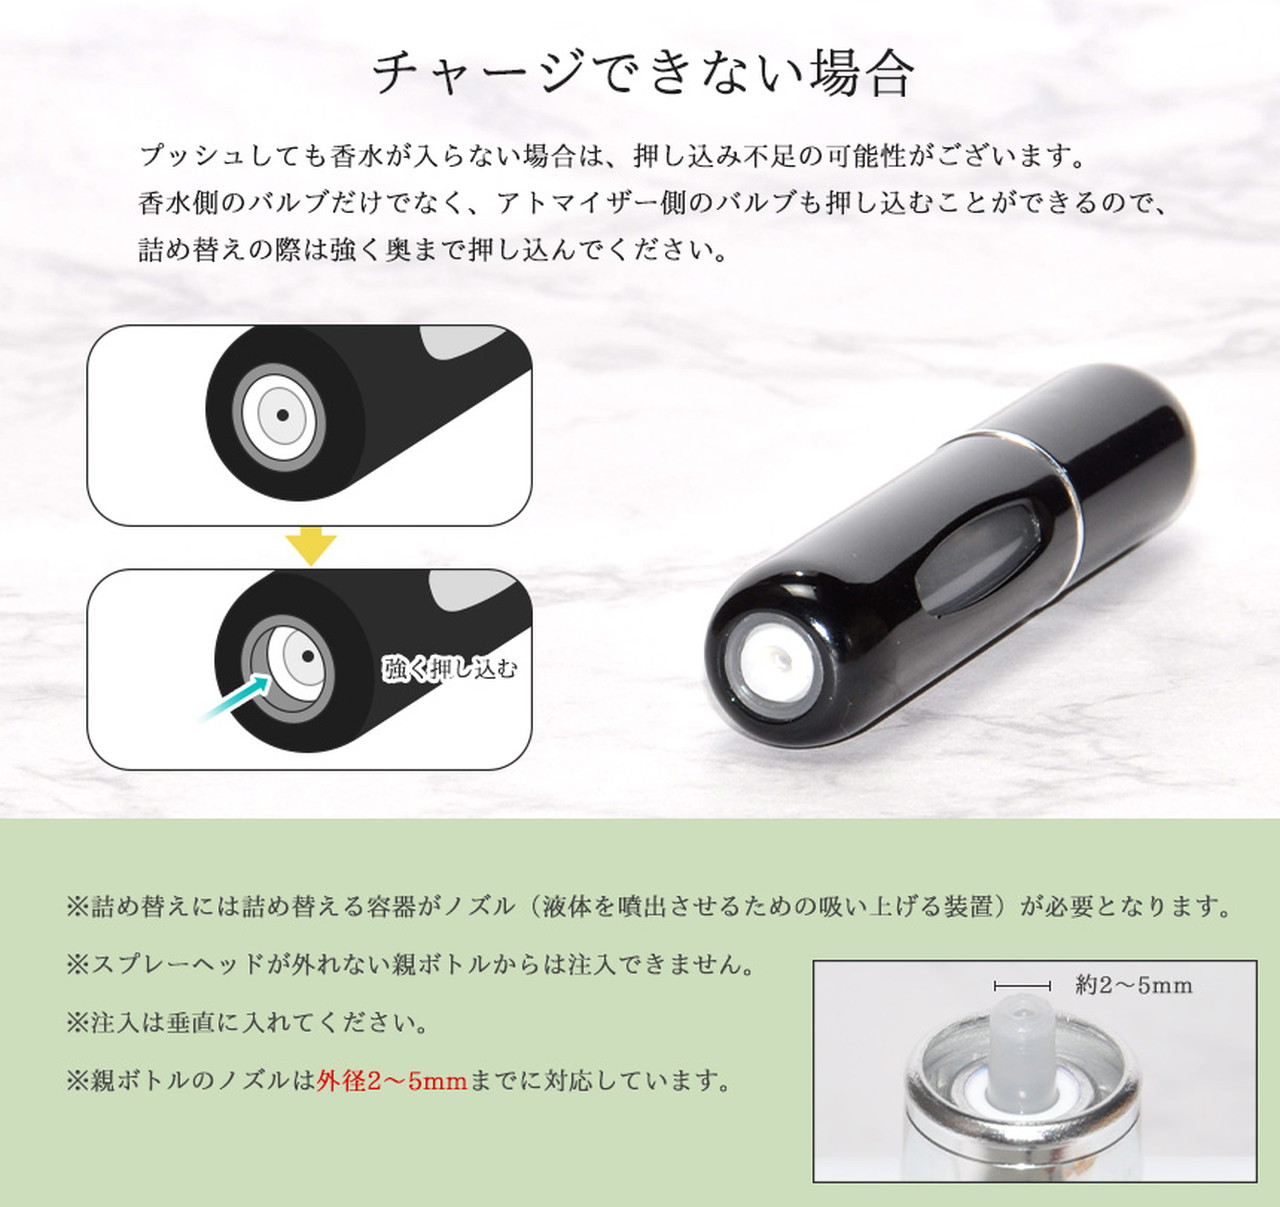 チャージできない場合
プッシュしても香水が入らない場合は、押し込み不足の可能性がございます。
香水側のバルブだけでなく、アトマイザー側のバルブも押し込むことができるので、
詰め替えの際は強く奥まで押し込んでください。
強く押し込む
※詰め替えには詰め替える容器がノズル（液体を噴出させるための吸い上げる装置）が必要となります。
※スプレーヘッドが外れない親ボトルからは注入できません。
約2～5mm
※注入は垂直に入れてください。
※親ボトルのノズルは外径2～5mmまでに対応しています。